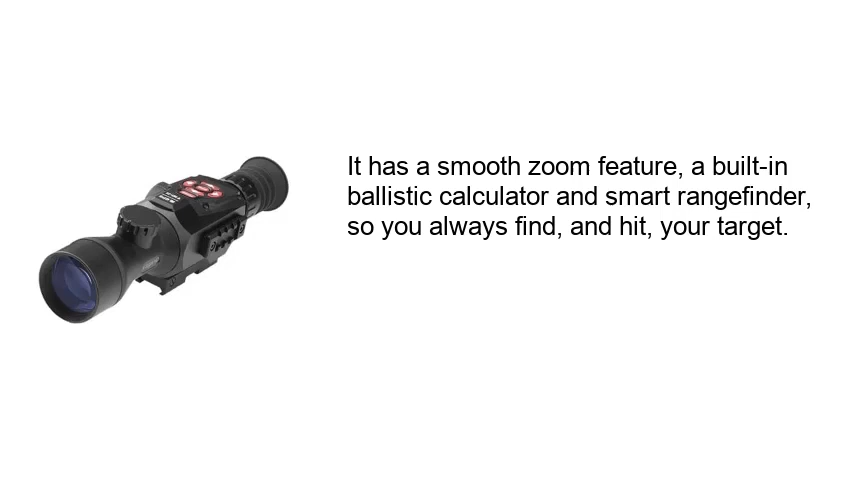 It has a smooth zoom feature, a built-in
ballistic calculator and smart rangefinder,
so you always find, and hit, your target.